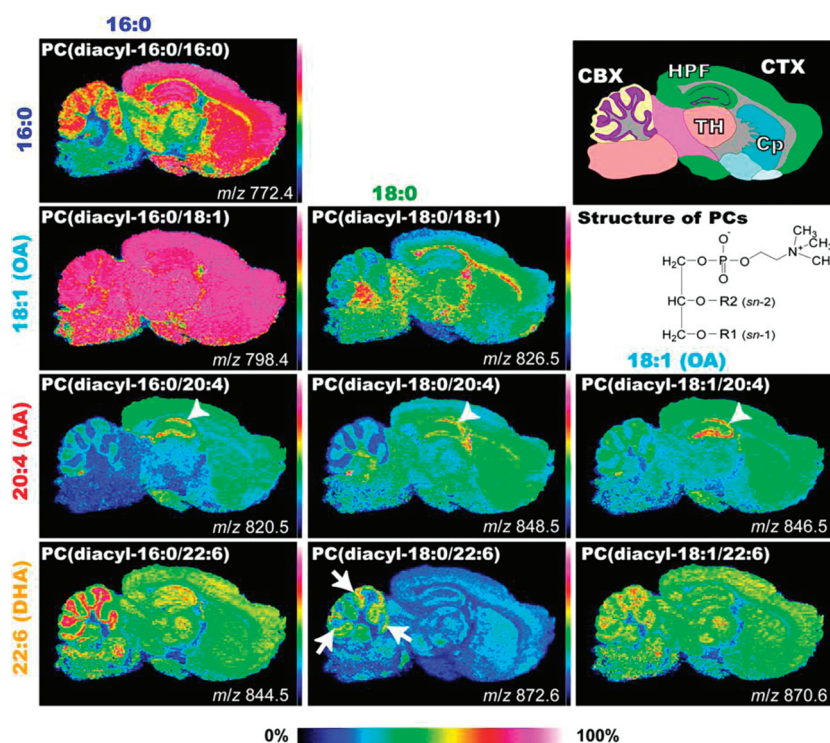 16:0
PC(diacyl-16:0/16:0)
16:0
m/z 772.4
CBX
HPF
CTX
TH
Cp
18:0
PC(diacyl-16:0/18:1)
18:1 (OA)
m/z 798.4
PC(diacyl-18:0/18:1)
m/z 826.5
Structure of PCs
O⁻
CH₃
H₂C—O—P—O
N⁺
CH₃
CH₃
O
HC—O—R2 (sn-2)
H₂C—O—R1 (sn-1)
18:1 (OA)
PC(diacyl-16:0/20:4)
20:4 (AA)
m/z 820.5
PC(diacyl-18:0/20:4)
m/z 848.5
PC(diacyl-18:1/20:4)
m/z 846.5
PC(diacyl-16:0/22:6)
22:6 (DHA)
m/z 844.5
PC(diacyl-18:0/22:6)
m/z 872.6
PC(diacyl-18:1/22:6)
m/z 870.6
0%
100%